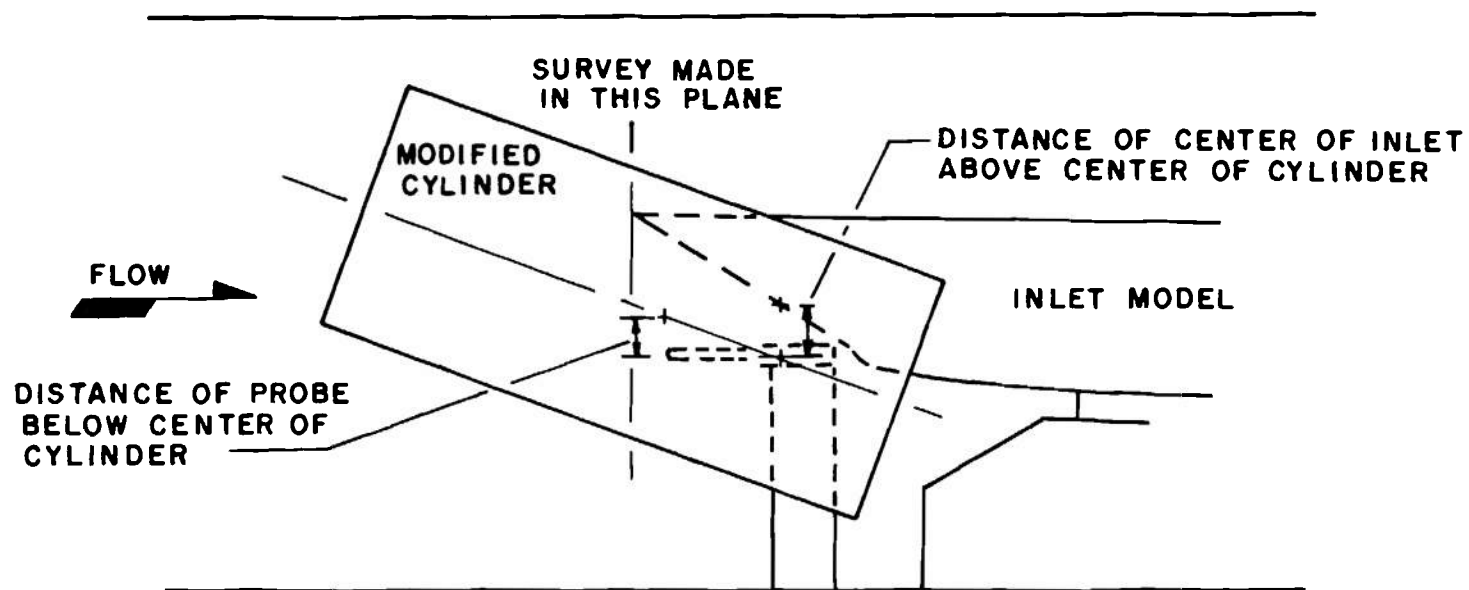 SURVEY MADE
IN THIS PLANE
MODIFIED
CYLINDER
DISTANCE OF CENTER OF INLET
ABOVE CENTER OF CYLINDER
FLOW
INLET MODEL
DISTANCE OF PROBE
BELOW CENTER OF
CYLINDER